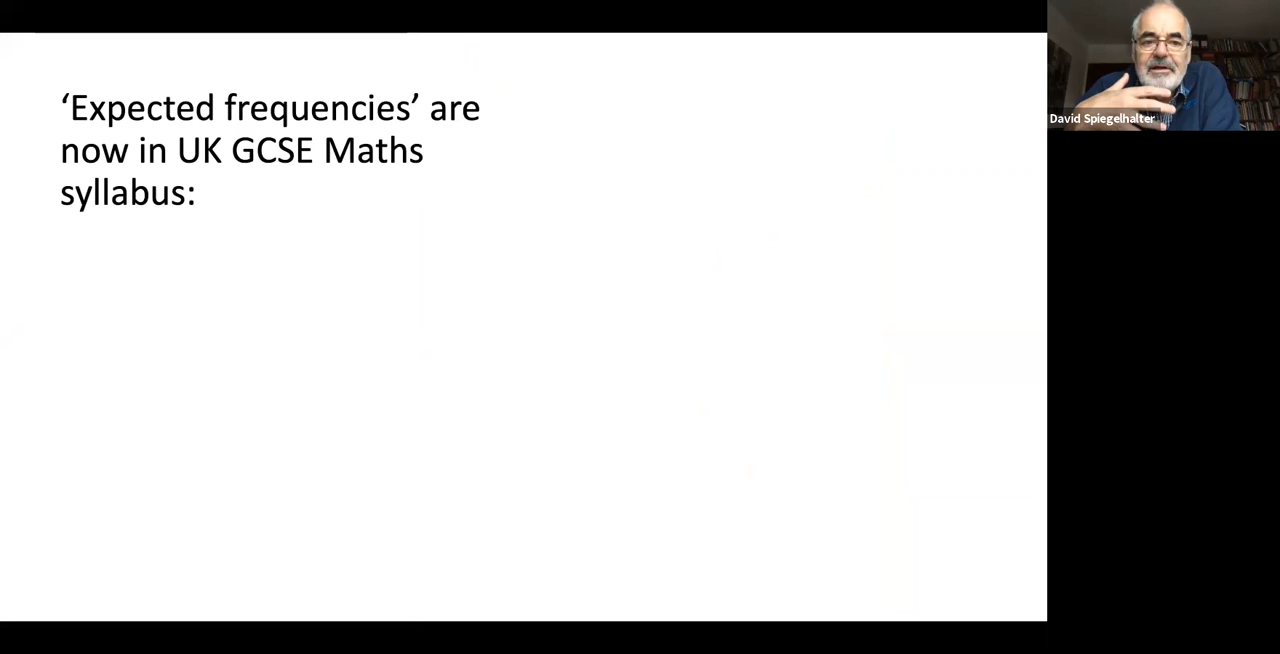 ‘Expected frequencies’ are
now in UK GCSE Maths
syllabus:
David Spiegelhalter